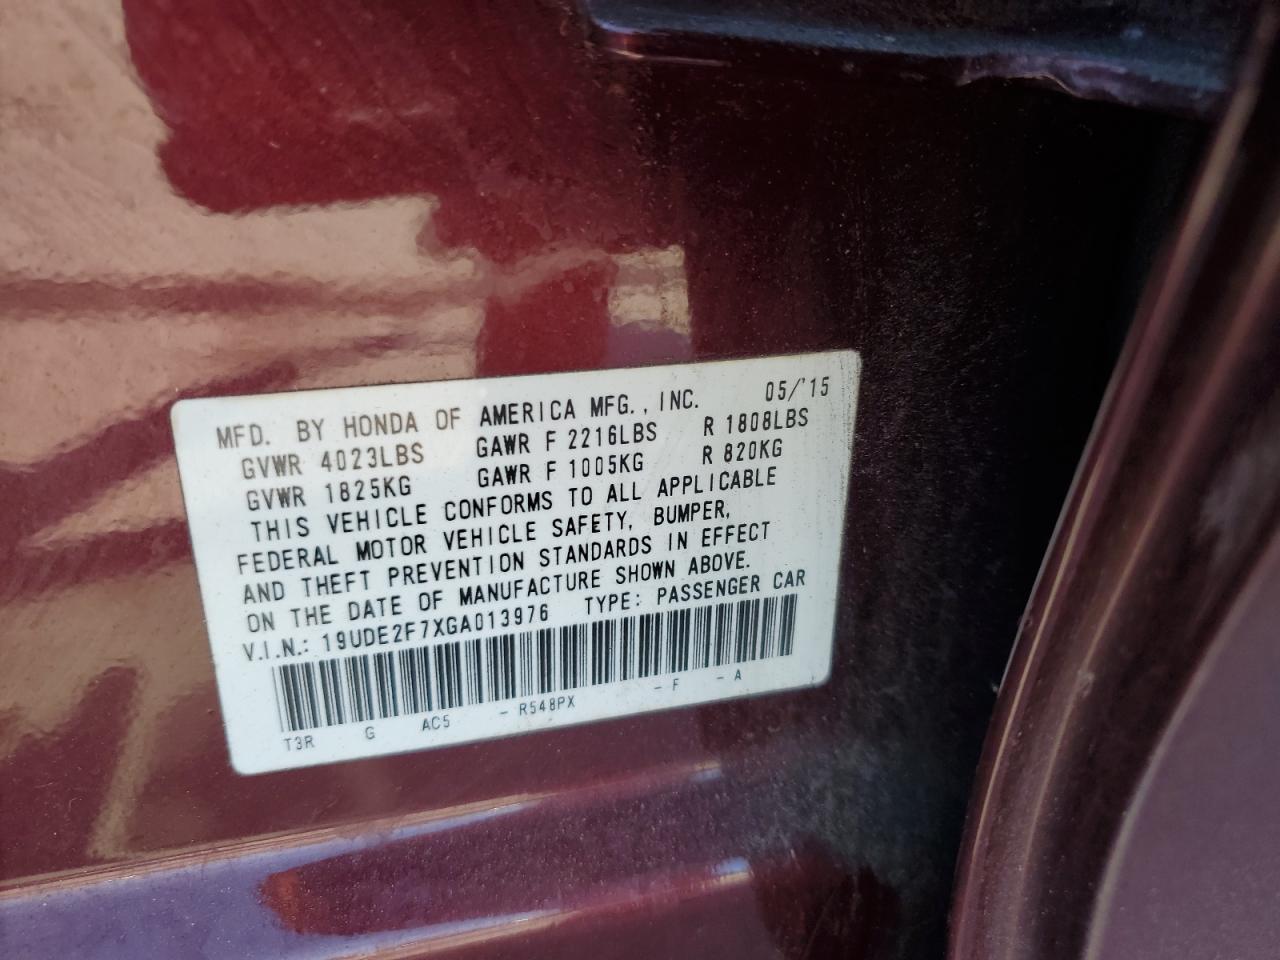 MFD. BY HONDA OF AMERICA MFG., INC. 05/'15
GVWR 4023LBS GAWR F 2216LBS R 1808LBS
GVWR 1825KG GAWR F 1005KG R 820KG
THIS VEHICLE CONFORMS TO ALL APPLICABLE
FEDERAL MOTOR VEHICLE SAFETY, BUMPER,
AND THEFT PREVENTION STANDARDS IN EFFECT
ON THE DATE OF MANUFACTURE SHOWN ABOVE.
V.I.N.: 19UDE2F7XGA013976 TYPE: PASSENGER CAR
T3R G AC5 - R548PX - F - A